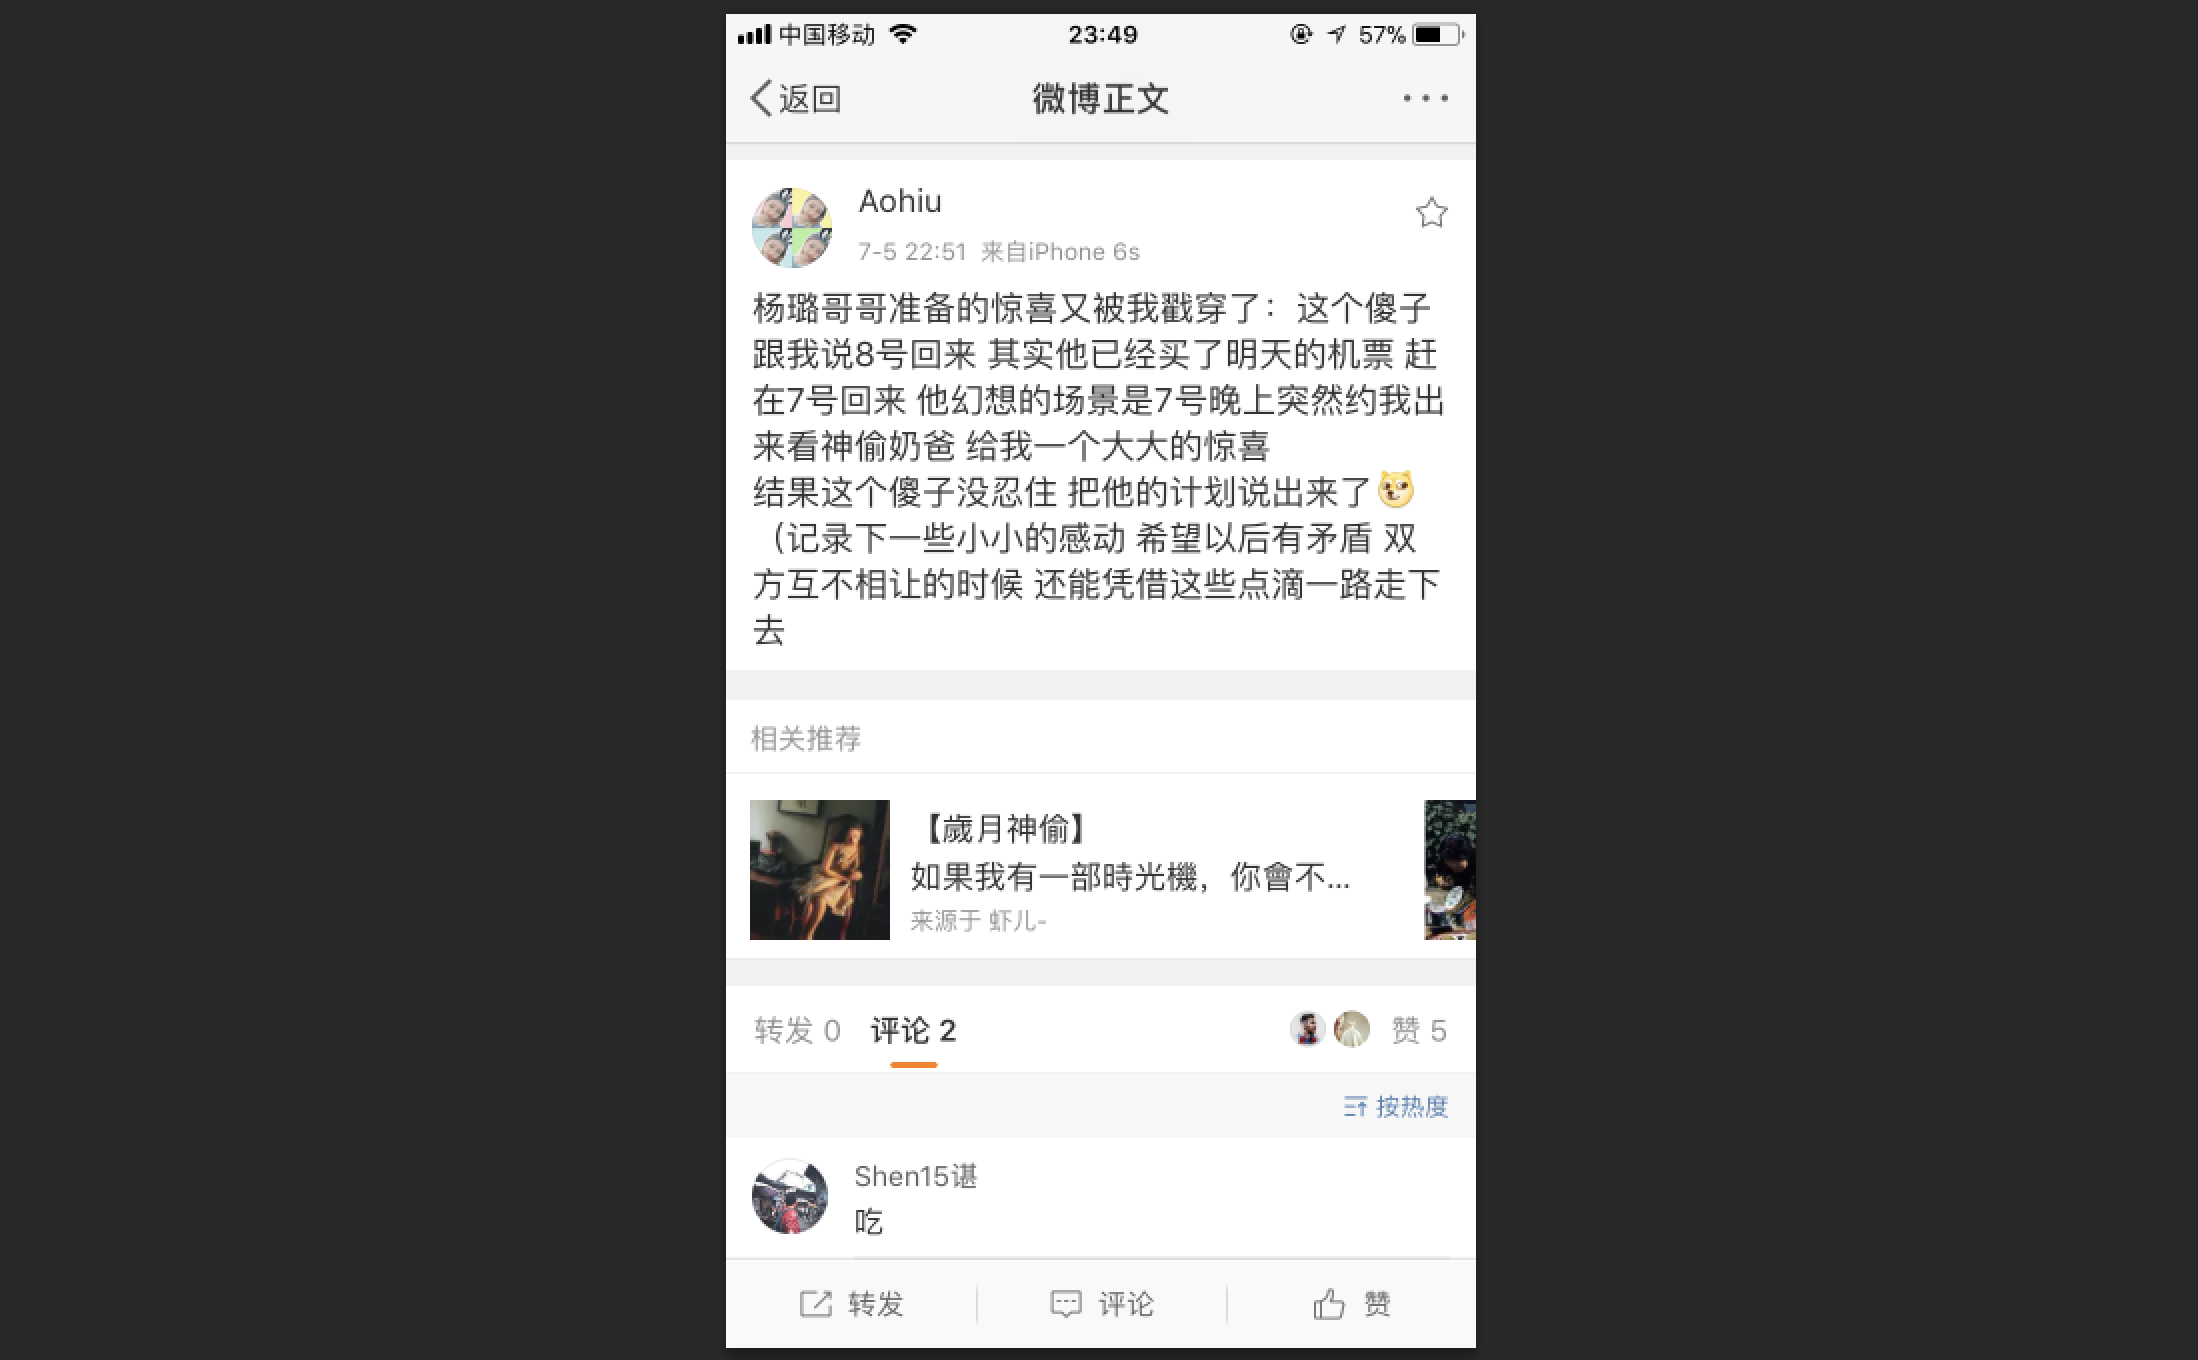 中国移动
23:49
57%
返回
微博正文
Aohiu
7-5 22:51 来自iPhone 6s
杨璐哥哥准备的惊喜又被我戳穿了：这个傻子
跟我说8号回来 其实他已经买了明天的机票 赶
在7号回来 他幻想的场景是7号晚上突然约我出
来看神偷奶爸 给我一个大大的惊喜
结果这个傻子没忍住 把他的计划说出来了
（记录下一些小小的感动 希望以后有矛盾 双
方互不相让的时候 还能凭借这些点滴一路走下
去
相关推荐
【歲月神偷】
如果我有一部時光機，你會不...
来源于 虾儿-
转发 0
评论 2
赞 5
按热度
Shen15谌
吃
转发
评论
赞